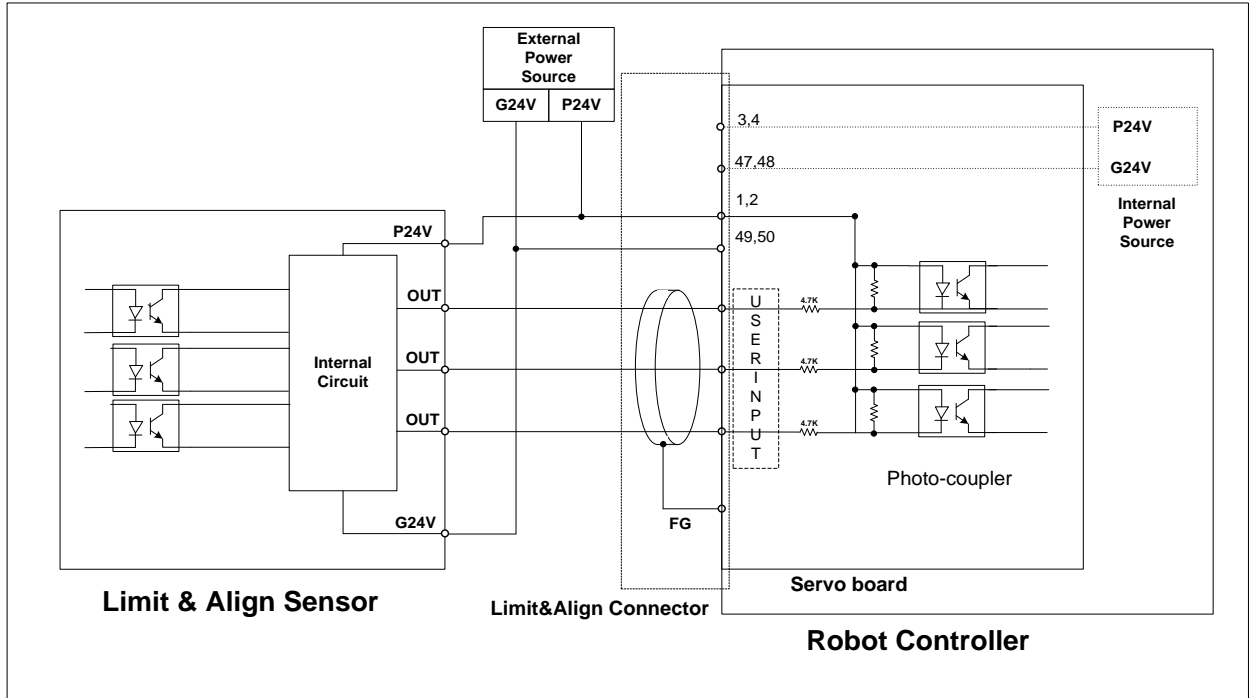 External
Power
Source
G24V P24V
3,4
P24V
47,48
G24V
1,2
Internal
Power
Source
49,50
P24V
OUT
USER INPUT
4.7K
Internal
Circuit
OUT
4.7K
OUT
4.7K
Photo-coupler
G24V
FG
Servo board
Limit & Align Sensor
Limit&Align Connector
Robot Controller